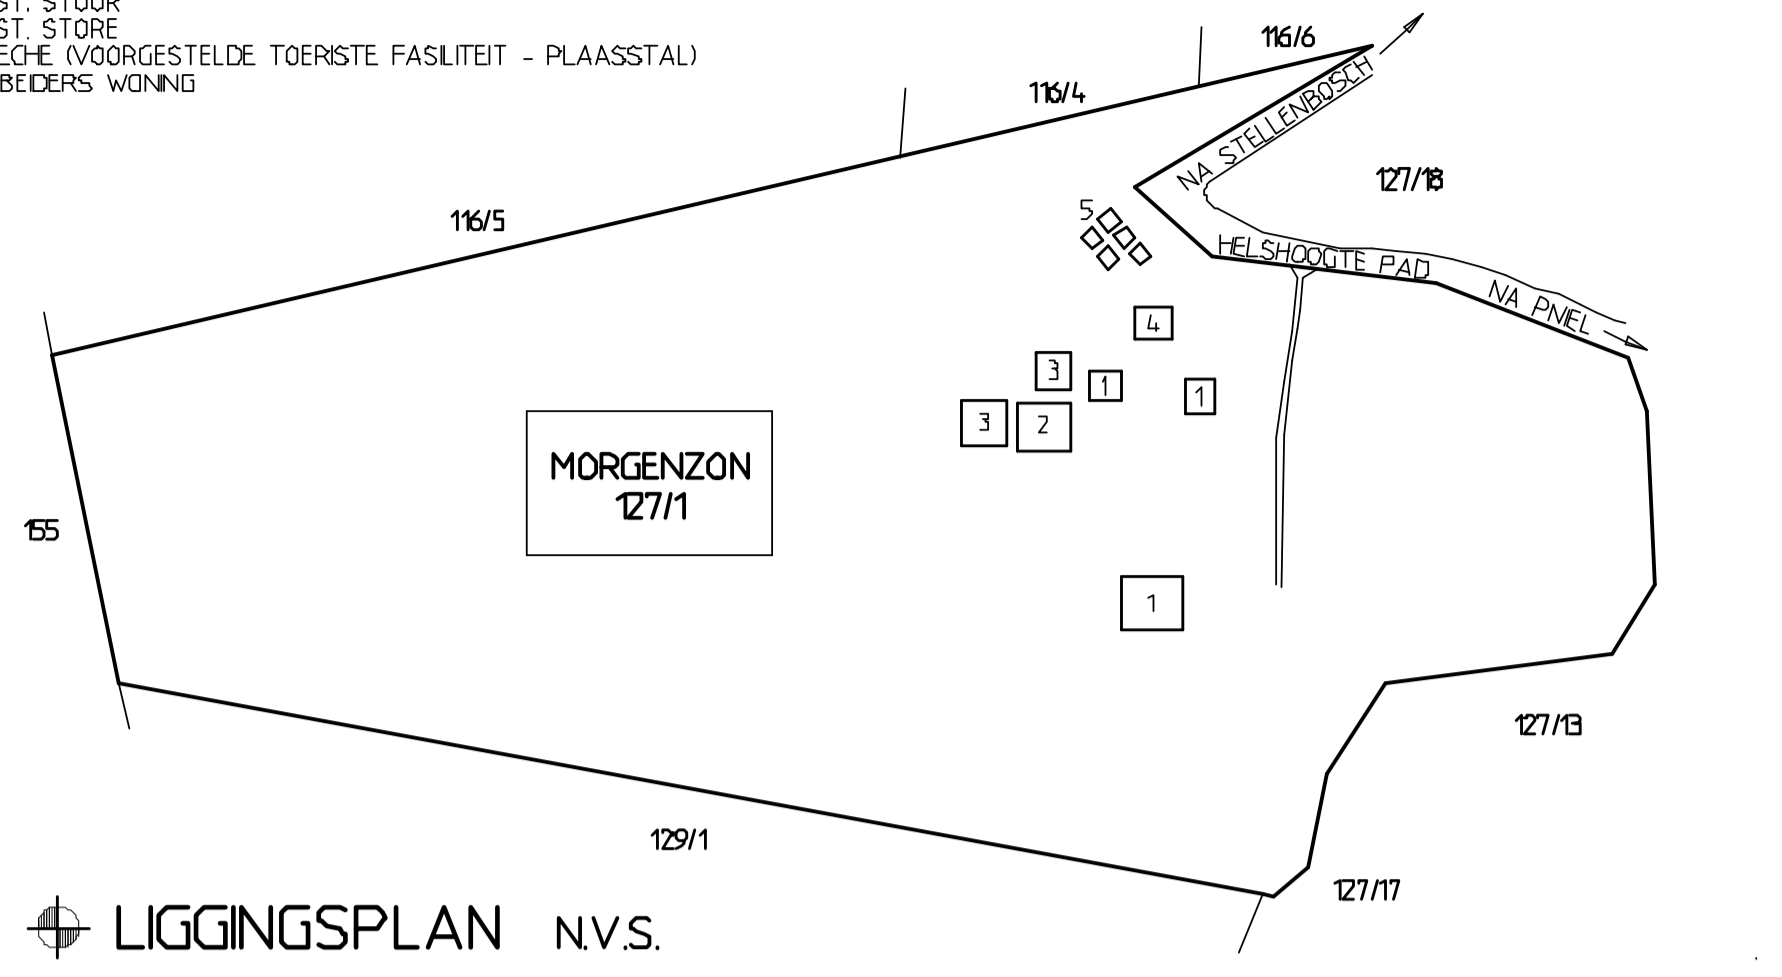 ST. STOOR
ST. STORE
ECHE (VOORGESTELDE TOERISTE FASILITEIT - PLAASSTAL)
BEIDERS WONING
116/6
116/4
NA STELLENBOSCH
127/18
116/5
5
HELSHOOGTE PAD
NA PNIEL
4
3
1
1
3
2
MORGENZON
127/1
155
1
127/13
129/1
127/17
LIGGINGSPLAN N.V.S.